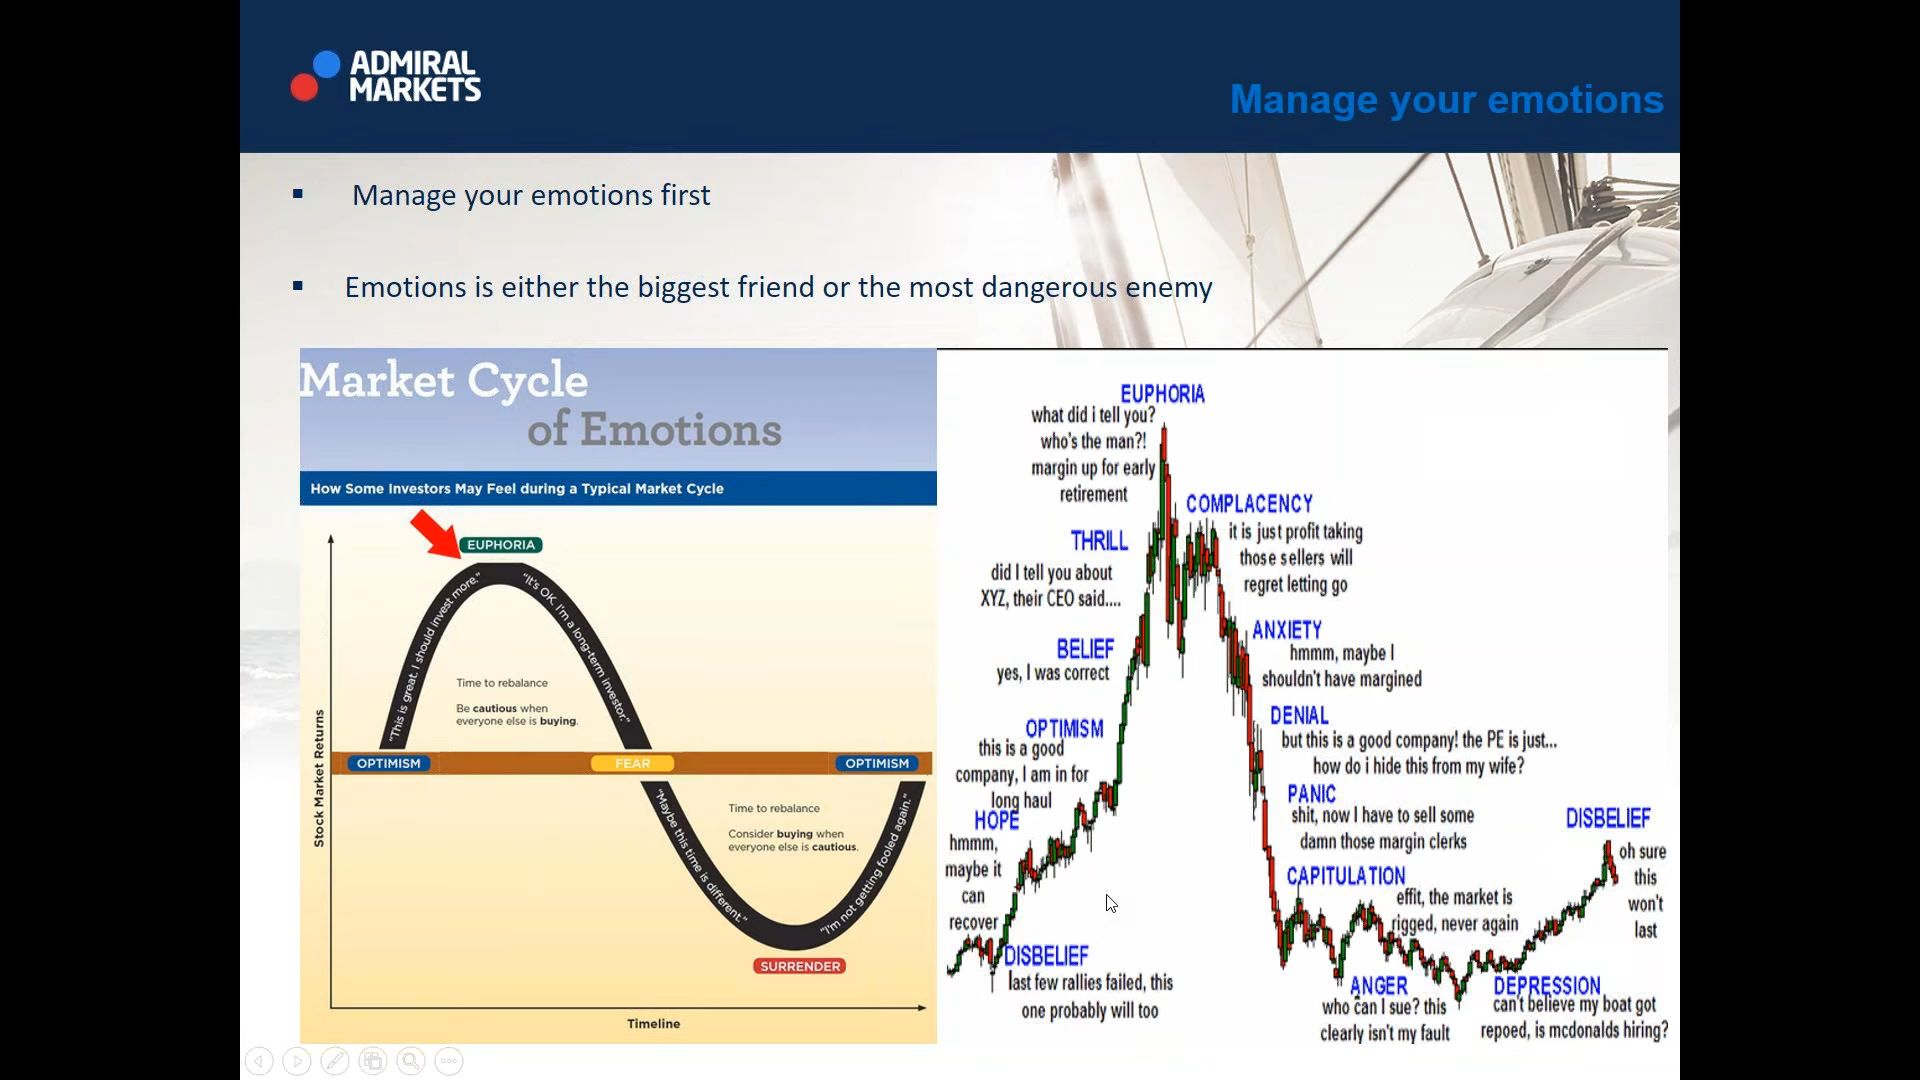 ADMIRAL
MARKETS
Manage your emotions
▪ Manage your emotions first
▪ Emotions is either the biggest friend or the most dangerous enemy
Market Cycle
of Emotions
How Some Investors May Feel during a Typical Market Cycle
EUPHORIA
"This is great. I should invest more."
"It's OK. I'm a long-term investor."
Time to rebalance
Be cautious when
everyone else is buying.
OPTIMISM
FEAR
OPTIMISM
"Maybe this time is different."
Time to rebalance
Consider buying when
everyone else is cautious.
"I'm not getting fooled again."
SURRENDER
Stock Market Returns
Timeline
EUPHORIA
what did i tell you?
who's the man?!
margin up for early
retirement
COMPLACENCY
it is just profit taking
those sellers will
regret letting go
THRILL
did I tell you about
XYZ, their CEO said....
ANXIETY
hmmm, maybe I
shouldn't have margined
BELIEF
yes, I was correct
DENIAL
but this is a good company! the PE is just...
how do i hide this from my wife?
OPTIMISM
this is a good
company, I am in for
long haul
PANIC
shit, now I have to sell some
damn those margin clerks
HOPE
hmmm,
maybe it
can
recover
CAPITULATION
effit, the market is
rigged, never again
DISBELIEF
oh sure
this
won't
last
DISBELIEF
last few rallies failed, this
one probably will too
ANGER
who can I sue? this
clearly isn't my fault
DEPRESSION
can't believe my boat got
repoed, is mcdonalds hiring?